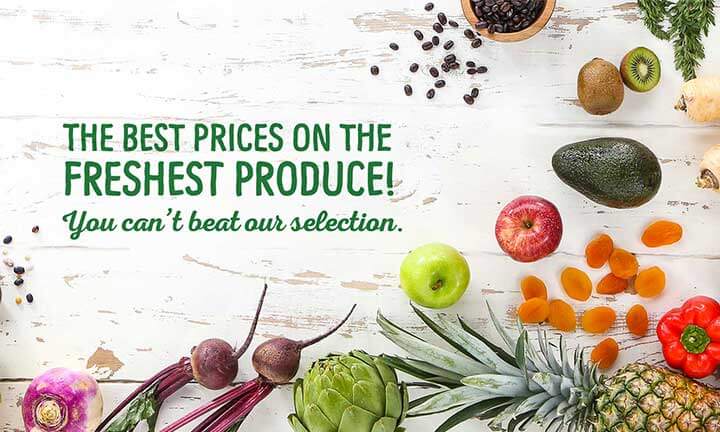 THE BEST PRICES ON THE
FRESHEST PRODUCE!
You can't beat our selection.